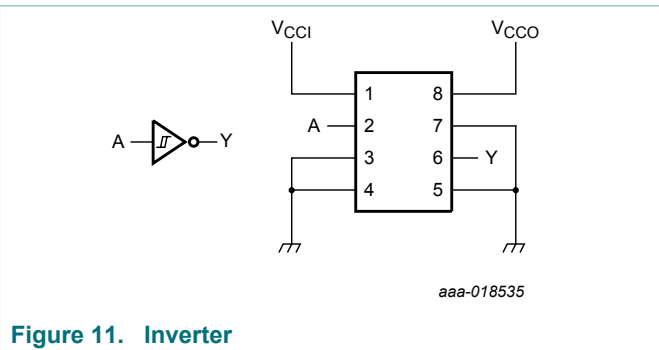 VCCI VCCO
1 8
A 2 7
A Y 3 6 Y
4 5
aaa-018535
Figure 11. Inverter